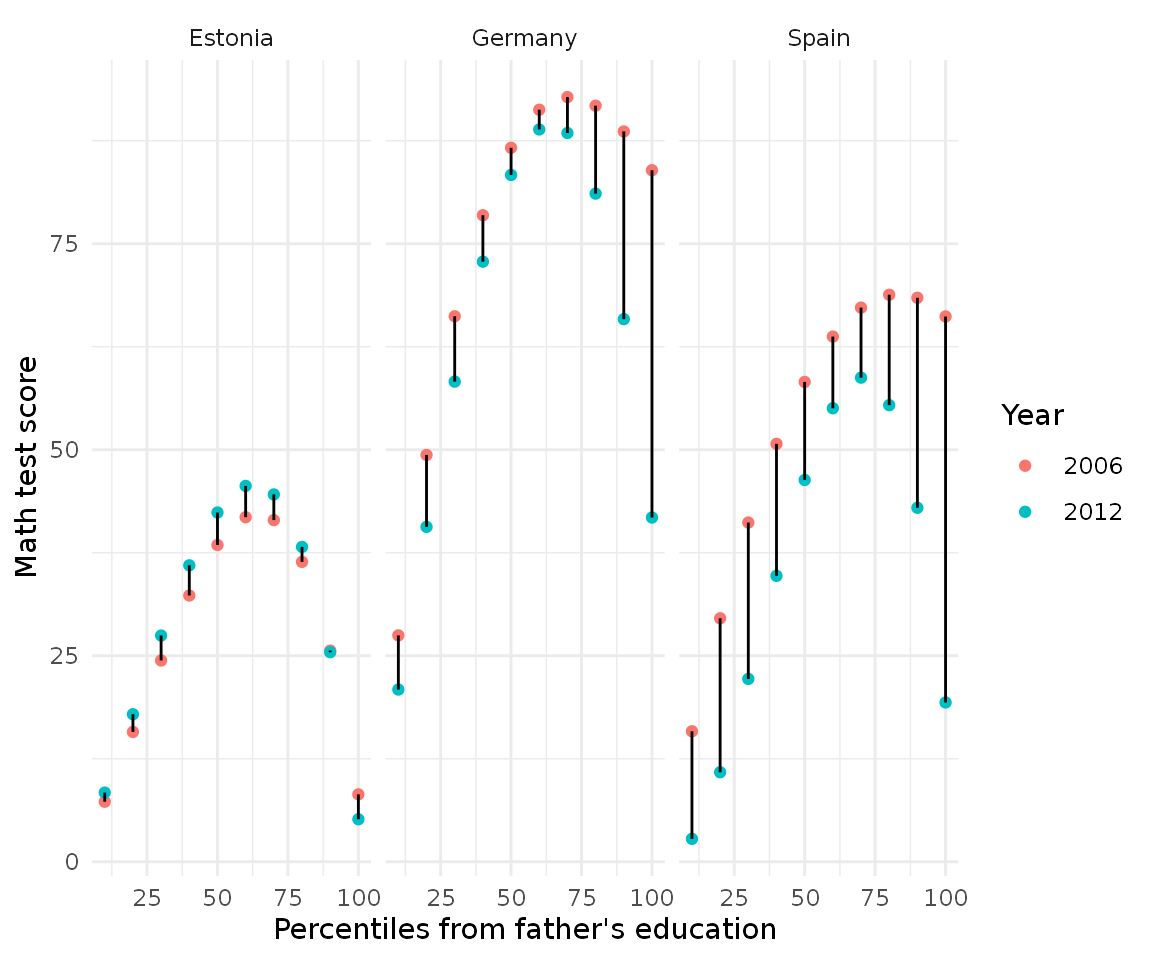 Estonia Germany Spain
75
50
25
0
Math test score
25 50 75 100 25 50 75 100 25 50 75 100
Percentiles from father's education
Year
2006
2012